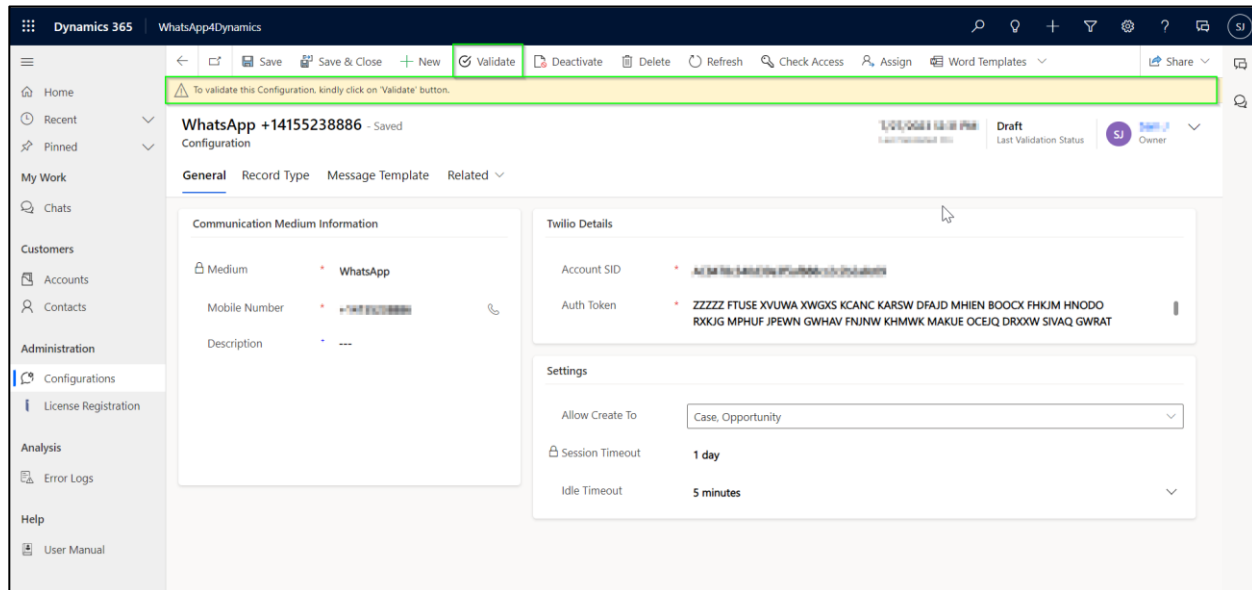 Dynamics 365 WhatsApp4Dynamics SJ
Save Save & Close New Validate Deactivate Delete Refresh Check Access Assign Word Templates Share
To validate this Configuration, kindly click on 'Validate' button.
Home
Recent
Pinned
My Work
Chats
Customers
Accounts
Contacts
Administration
Configurations
License Registration
Analysis
Error Logs
Help
User Manual
WhatsApp +14155238886 - Saved
Configuration
Draft
Last Validation Status
SJ
Owner
General Record Type Message Template Related
Communication Medium Information
Medium * WhatsApp
Mobile Number *
Description - ---
Twilio Details
Account SID *
Auth Token * ZZZZZ FTUSE XVUWA XWGXS KCANC KARSW DFAJD MHIEN BOOCX FHKJM HNODO
RXKJG MPHUF JPEWN GWHAV FNJNW KHMWK MAKUE OCEJQ DRXXW SIVAQ GWRAT
Settings
Allow Create To Case, Opportunity
Session Timeout 1 day
Idle Timeout 5 minutes